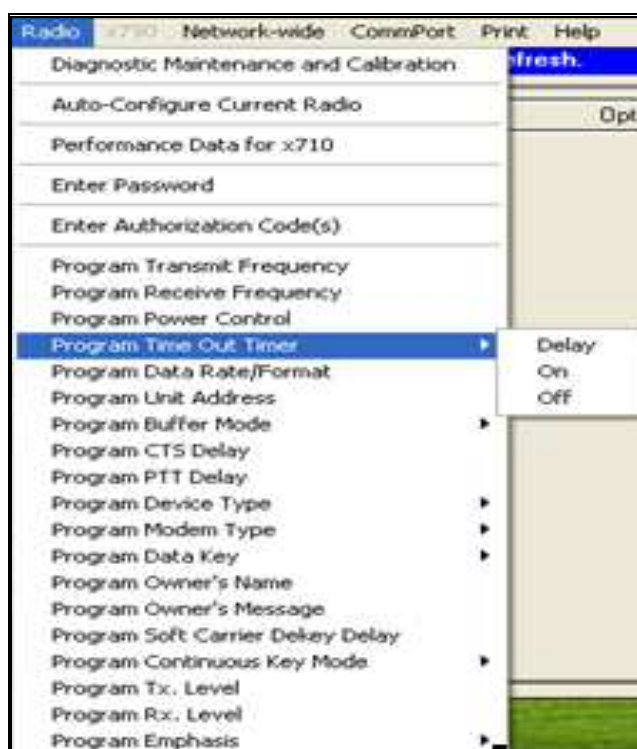 Radio x790 Network-wide CommPort Print Help
Diagnostic Maintenance and Calibration
efresh.
Auto-Configure Current Radio
Opt
Performance Data for x710
Enter Password
Enter Authorization Code(s)
Program Transmit Frequency
Program Receive Frequency
Program Power Control
Program Time Out Timer
Delay
Program Data Rate/Format
On
Program Unit Address
Off
Program Buffer Mode
Program CTS Delay
Program PTT Delay
Program Device Type
Program Modem Type
Program Data Key
Program Owner's Name
Program Owner's Message
Program Soft Carrier Dekey Delay
Program Continuous Key Mode
Program Tx. Level
Program Rx. Level
Program Emphasis